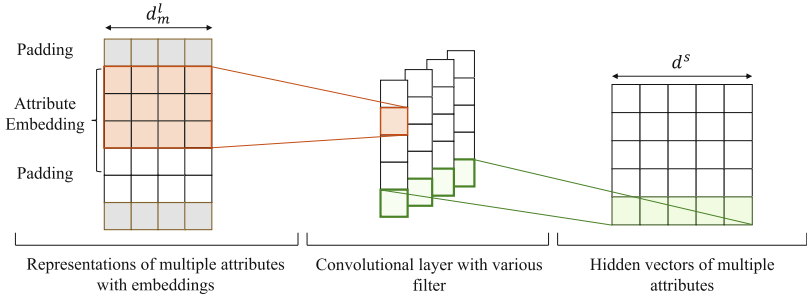 d_m^l
Padding
Attribute
Embedding
Padding
d^s
Representations of multiple attributes
with embeddings
Convolutional layer with various
filter
Hidden vectors of multiple
attributes